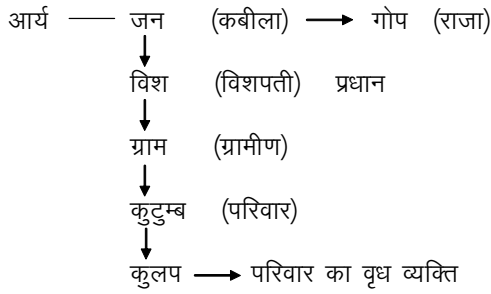 आर्य जन (कबीला) गोप (राजा)
विश (विशपती) प्रधान
ग्राम (ग्रामीण)
कुटुम्ब (परिवार)
कुलप परिवार का वृध व्यक्ति